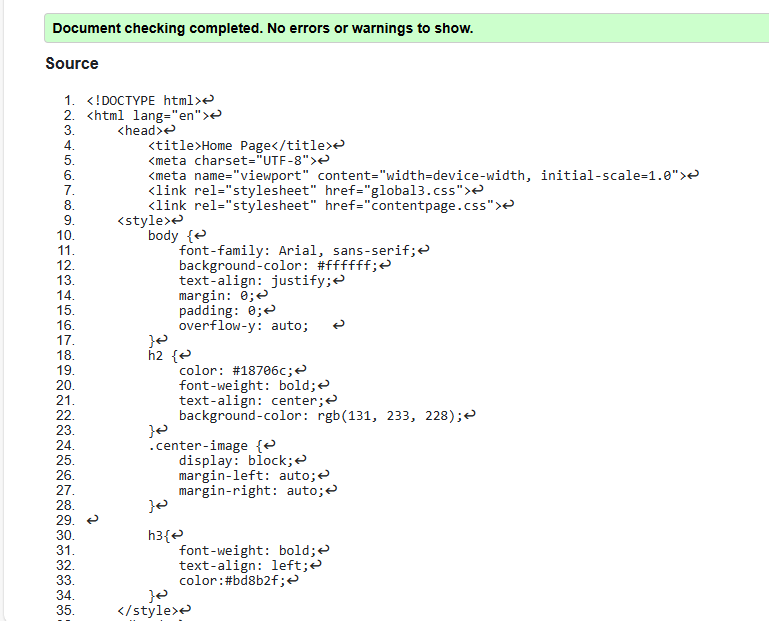 Document checking completed. No errors or warnings to show.
Source
1. <!DOCTYPE html>↩
2. <html lang="en">↩
3.     <head>↩
4.         <title>Home Page</title>↩
5.         <meta charset="UTF-8">↩
6.         <meta name="viewport" content="width=device-width, initial-scale=1.0">↩
7.         <link rel="stylesheet" href="global3.css">↩
8.         <link rel="stylesheet" href="contentpage.css">↩
9.     <style>↩
10.         body {↩
11.             font-family: Arial, sans-serif;↩
12.             background-color: #ffffff;↩
13.             text-align: justify;↩
14.             margin: 0;↩
15.             padding: 0;↩
16.             overflow-y: auto;   ↩
17.         }↩
18.         h2 {↩
19.             color: #18706c;↩
20.             font-weight: bold;↩
21.             text-align: center;↩
22.             background-color: rgb(131, 233, 228);↩
23.         }↩
24.         .center-image {↩
25.             display: block;↩
26.             margin-left: auto;↩
27.             margin-right: auto;↩
28.         }↩
29. ↩
30.         h3{↩
31.             font-weight: bold;↩
32.             text-align: left;↩
33.             color:#bd8b2f;↩
34.         }↩
35.     </style>↩